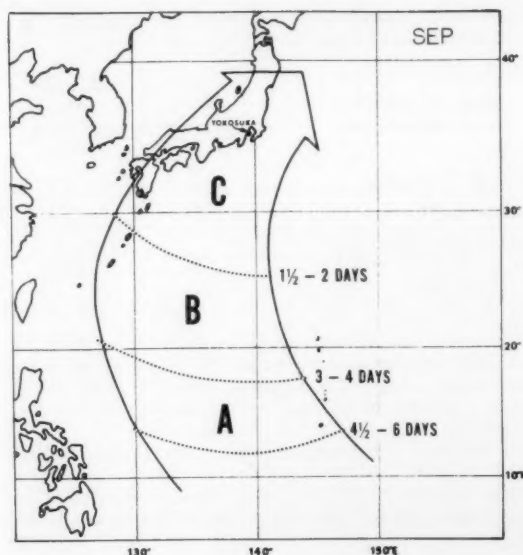 SEP
40°
YOKOSUKA
C
30°
1½ – 2 DAYS
B
20°
3 – 4 DAYS
A
4½ – 6 DAYS
10°
130°
140°
150°E